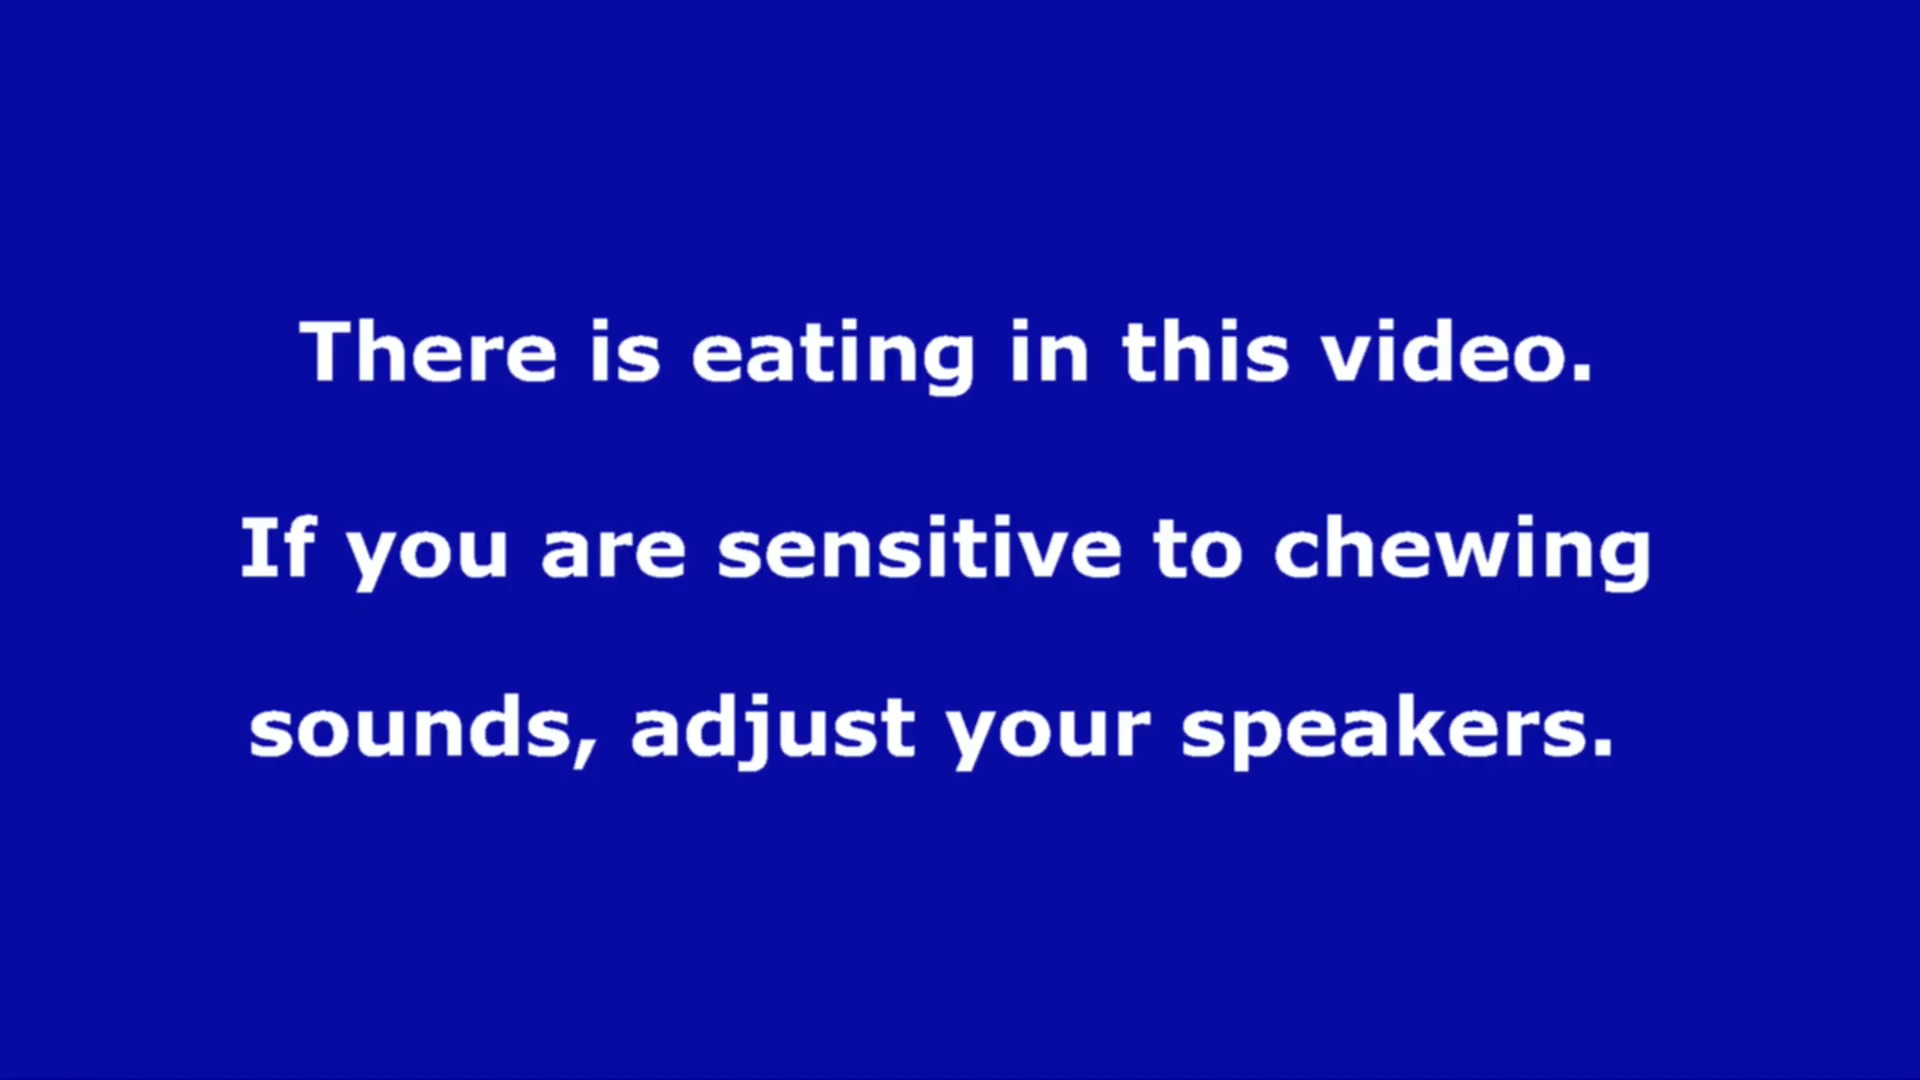 There is eating in this video.
If you are sensitive to chewing
sounds, adjust your speakers.